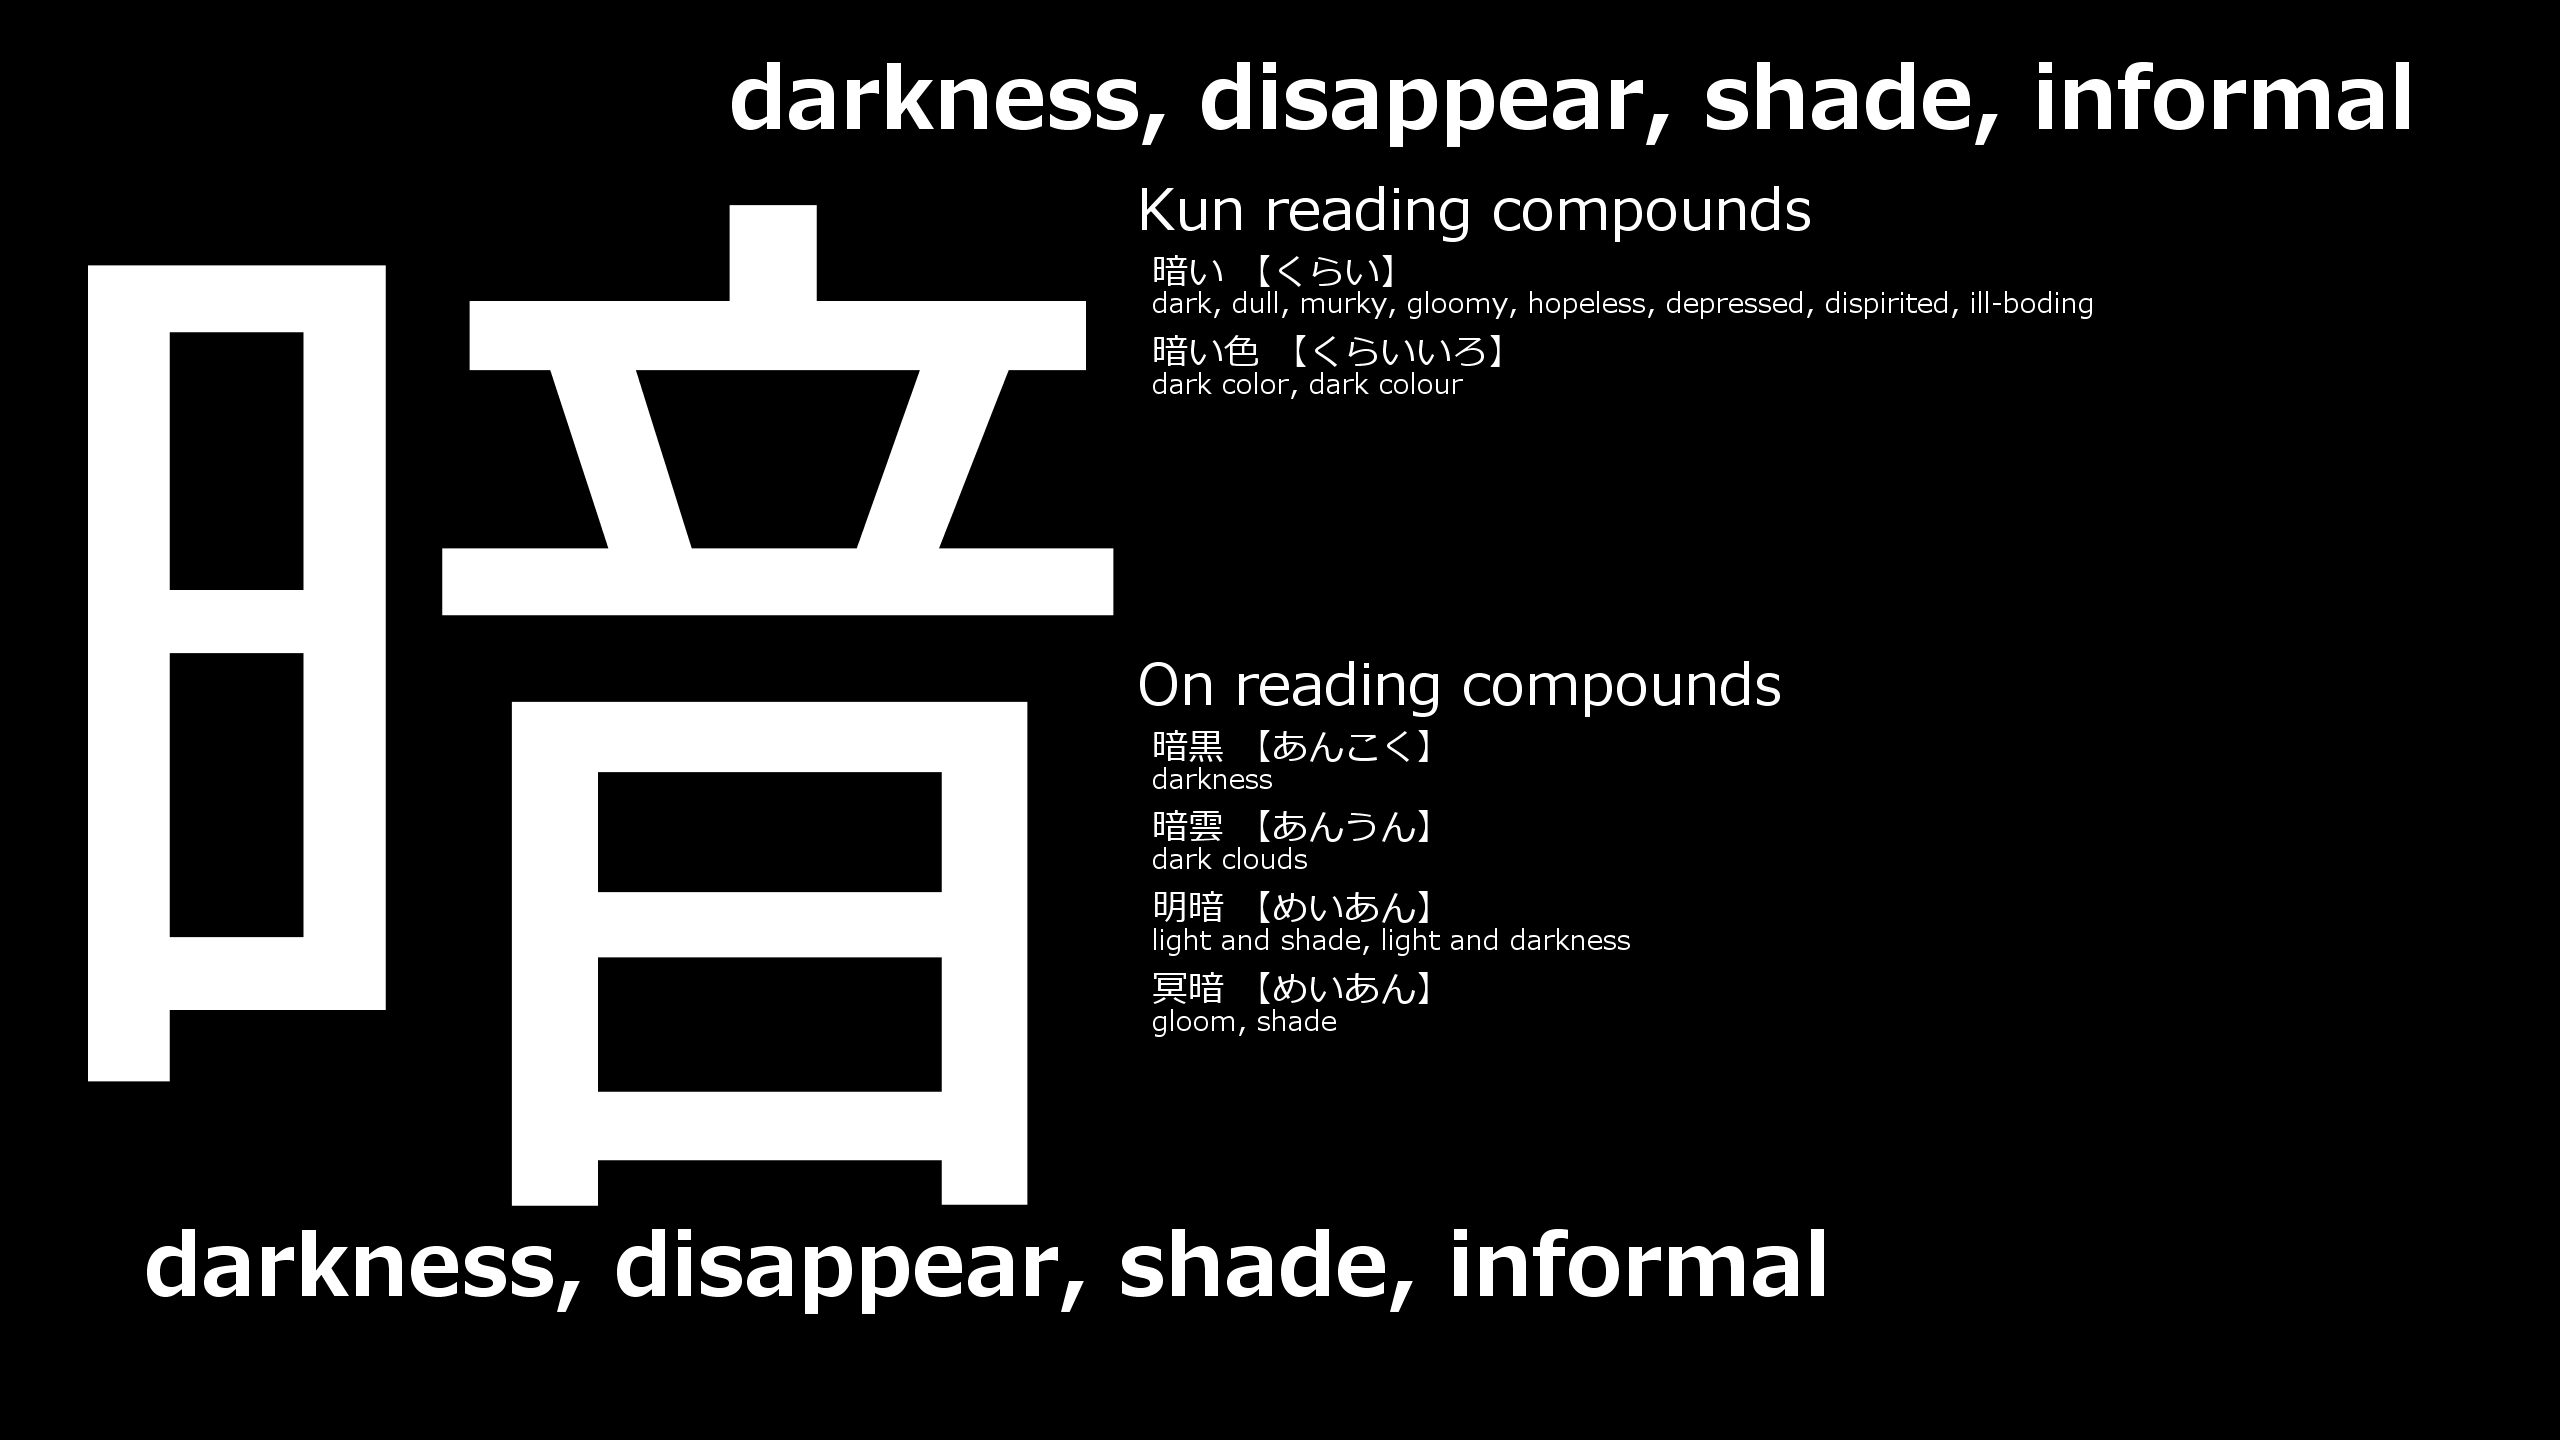 darkness, disappear, shade, informal
暗
Kun reading compounds
暗い 【くらい】
dark, dull, murky, gloomy, hopeless, depressed, dispirited, ill-boding
暗い色 【くらいいろ】
dark color, dark colour
On reading compounds
暗黒 【あんこく】
darkness
暗雲 【あんうん】
dark clouds
明暗 【めいあん】
light and shade, light and darkness
冥暗 【めいあん】
gloom, shade
darkness, disappear, shade, informal